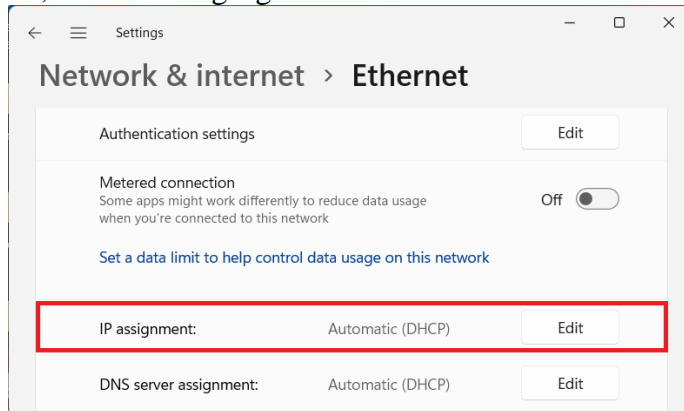 Settings
Network & internet > Ethernet
Authentication settings Edit
Metered connection
Some apps might work differently to reduce data usage
when you're connected to this network
Off
Set a data limit to help control data usage on this network
IP assignment: Automatic (DHCP) Edit
DNS server assignment: Automatic (DHCP) Edit